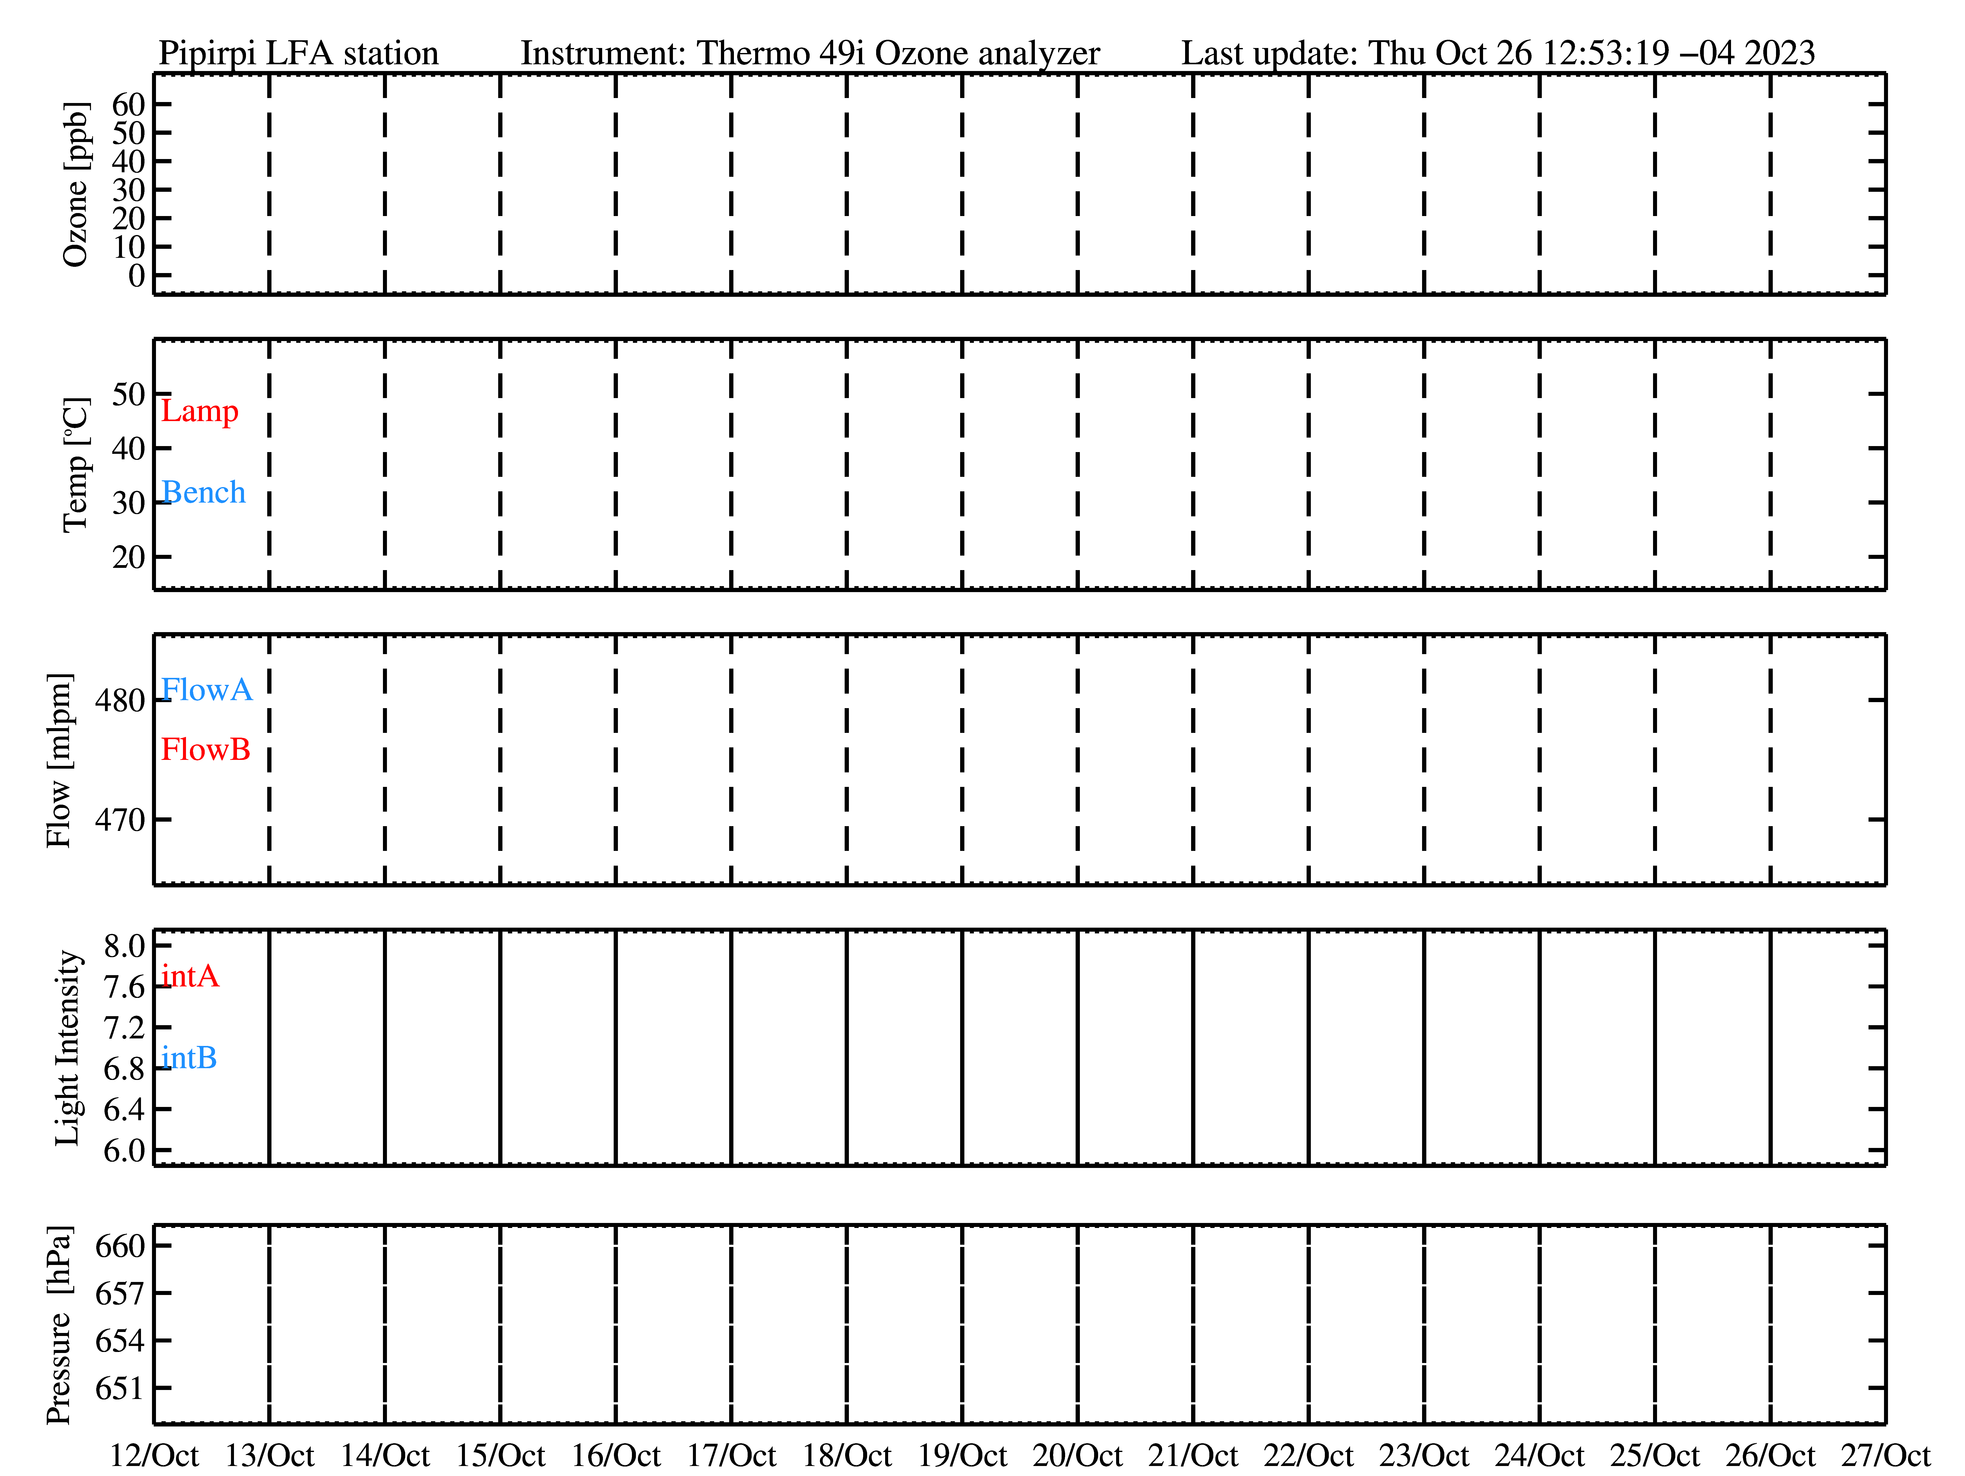 Pipirpi LFA station Instrument: Thermo 49i Ozone analyzer Last update: Thu Oct 26 12:53:19 −04 2023
Ozone [ppb]
60
50
40
30
20
10
0
Temp [ºC]
50
40
30
20
Lamp
Bench
Flow [mlpm]
480
470
FlowA
FlowB
Light Intensity
8.0
7.6
7.2
6.8
6.4
6.0
intA
intB
Pressure [hPa]
660
657
654
651
12/Oct 13/Oct 14/Oct 15/Oct 16/Oct 17/Oct 18/Oct 19/Oct 20/Oct 21/Oct 22/Oct 23/Oct 24/Oct 25/Oct 26/Oct 27/Oct